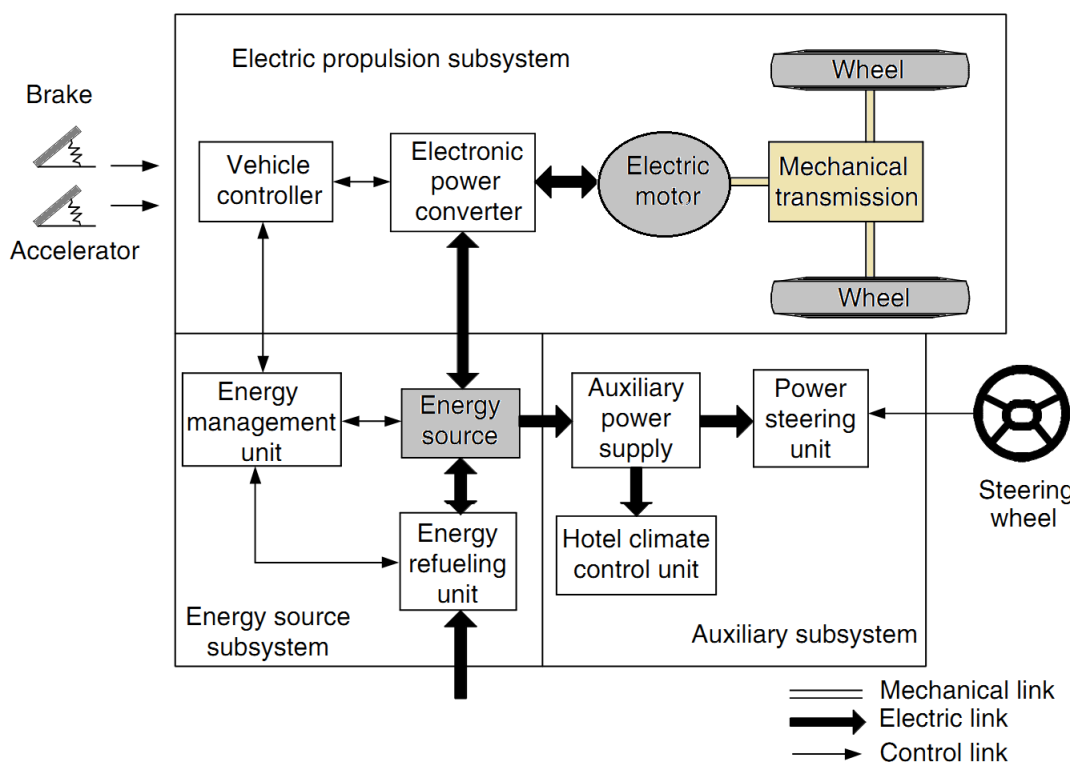 Electric propulsion subsystem
Wheel
Brake
Vehicle
controller
Electronic
power
converter
Electric
motor
Mechanical
transmission
Accelerator
Wheel
Energy
management
unit
Energy
source
Auxiliary
power
supply
Power
steering
unit
Steering
wheel
Energy
refueling
unit
Hotel climate
control unit
Energy source
subsystem
Auxiliary subsystem
Mechanical link
Electric link
Control link